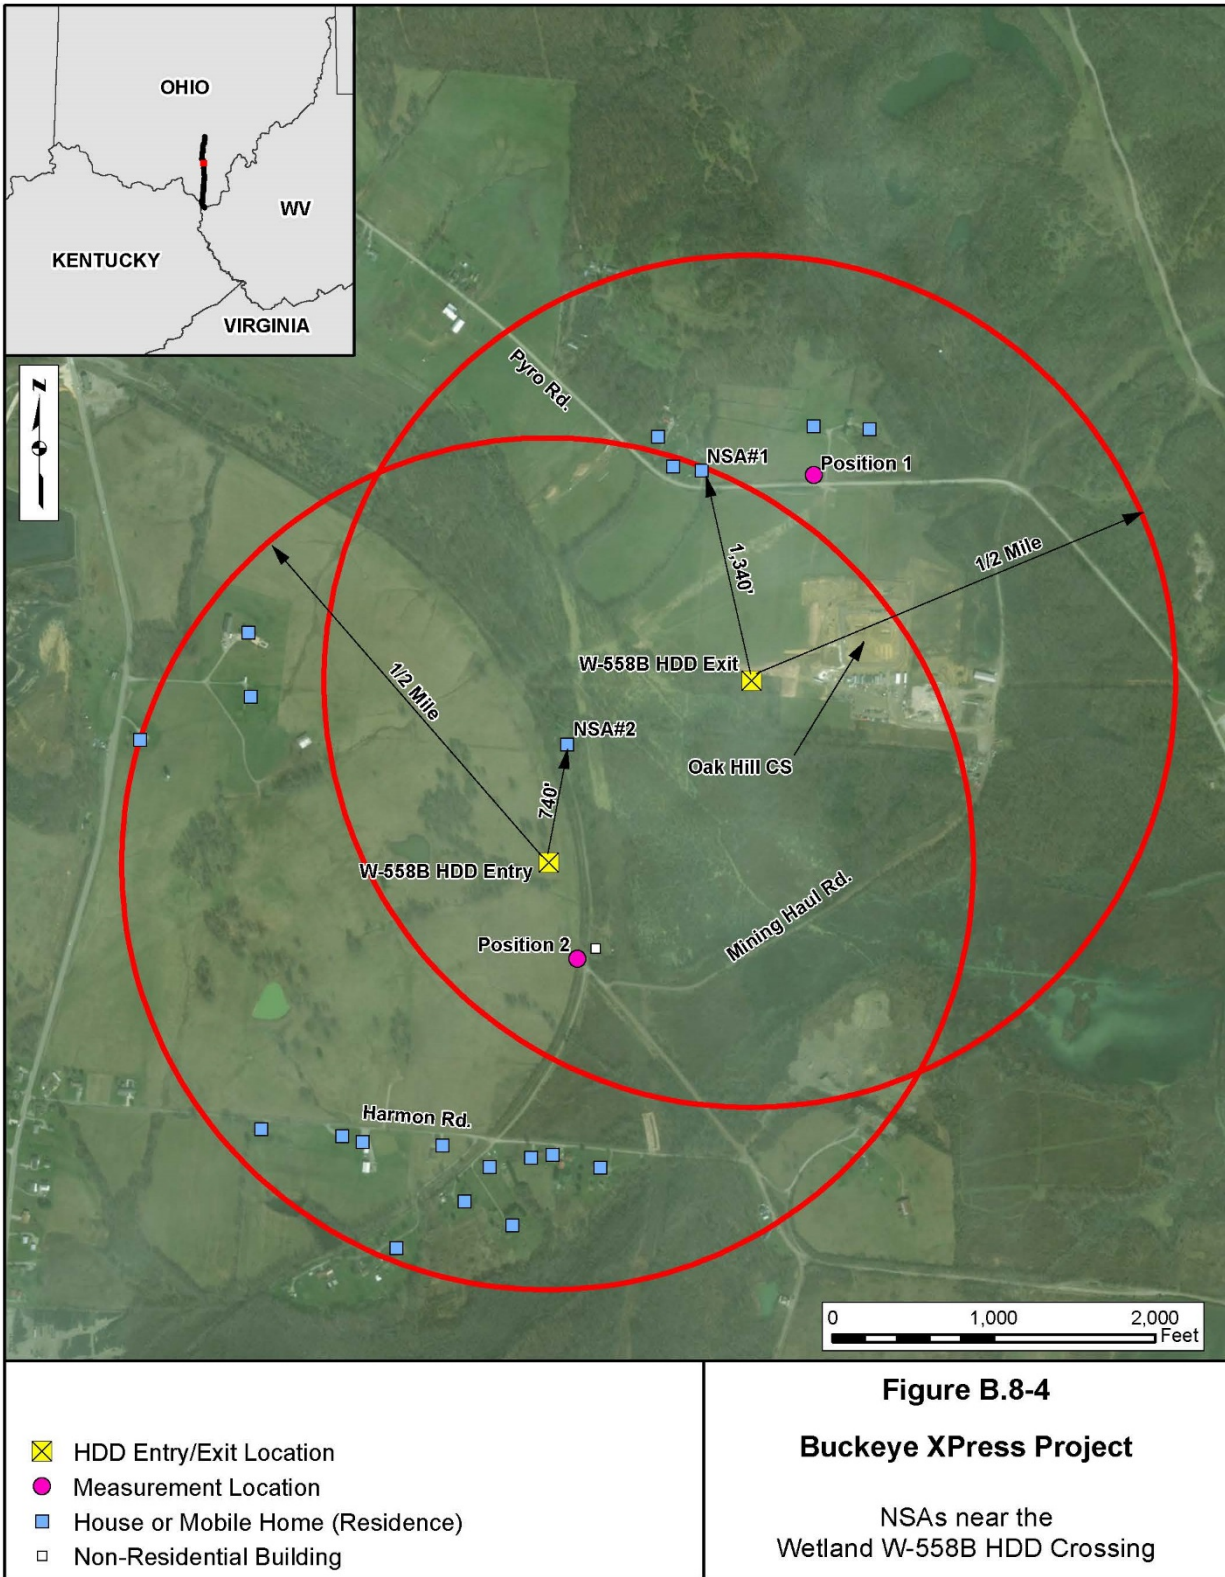 OHIO
WV
KENTUCKY
VIRGINIA
N
Pyro Rd.
NSA#1
Position 1
1,340'
1/2 Mile
W-558B HDD Exit
1/2 Mile
NSA#2
Oak Hill CS
740'
W-558B HDD Entry
Mining Haul Rd.
Position 2
Harmon Rd.
0 1,000 2,000
Feet
HDD Entry/Exit Location
Measurement Location
House or Mobile Home (Residence)
Non-Residential Building
Figure B.8-4
Buckeye XPress Project
NSAs near the
Wetland W-558B HDD Crossing